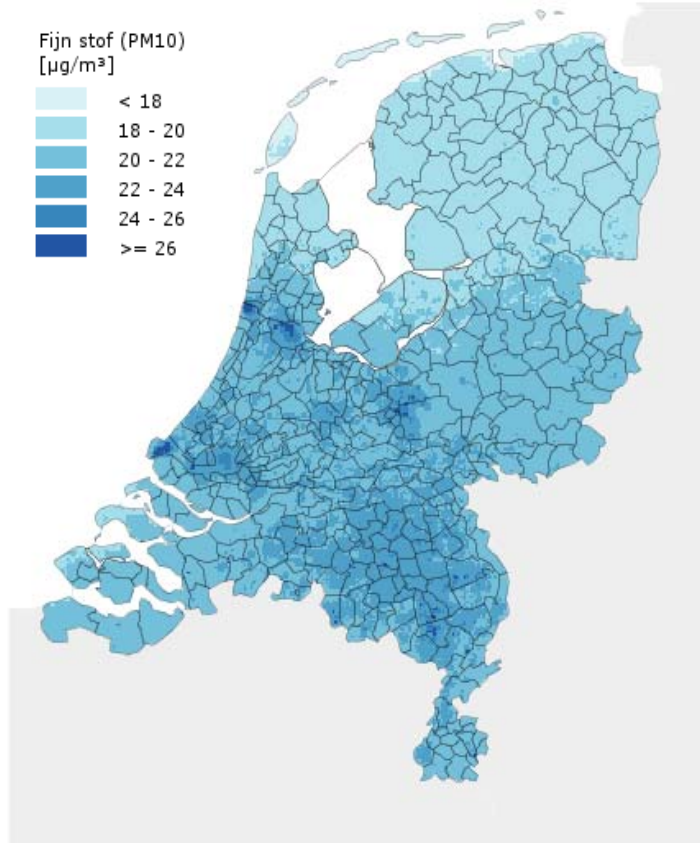 Fijn stof (PM10)
[µg/m³]
< 18
18 - 20
20 - 22
22 - 24
24 - 26
>= 26